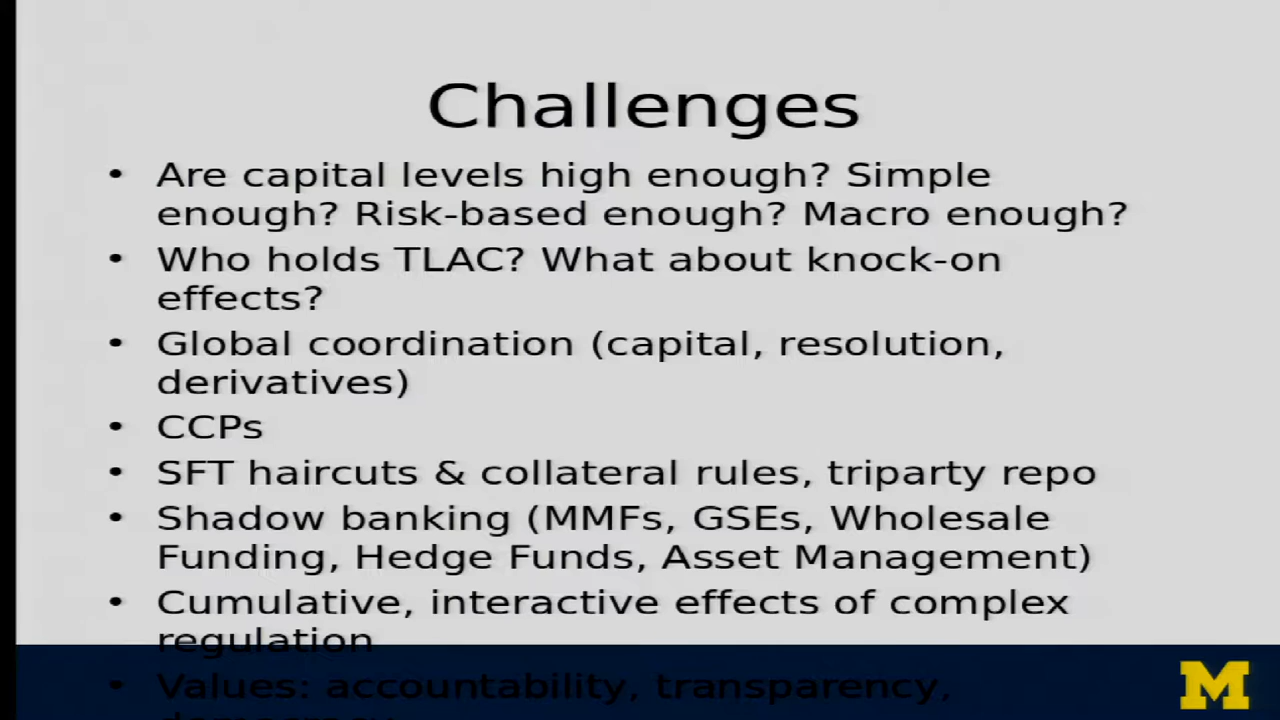 Challenges
• Are capital levels high enough? Simple
enough? Risk-based enough? Macro enough?
• Who holds TLAC? What about knock-on
effects?
• Global coordination (capital, resolution,
derivatives)
• CCPs
• SFT haircuts & collateral rules, triparty repo
• Shadow banking (MMFs, GSEs, Wholesale
Funding, Hedge Funds, Asset Management)
• Cumulative, interactive effects of complex
regulation
• Values: accountability, transparency,
M